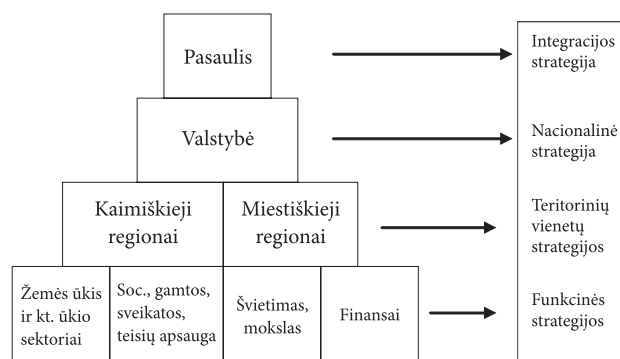 Pasaulis
Integracijos
strategija
Valstybė
Nacionalinė
strategija
Kaimiškieji
regionai
Miestiškieji
regionai
Teritorinių
vienetų
strategijos
Žemės ūkis
ir kt. ūkio
sektoriai
Soc., gamtos,
sveikatos,
teisių apsauga
Švietimas,
mokslas
Finansai
Funkcinės
strategijos